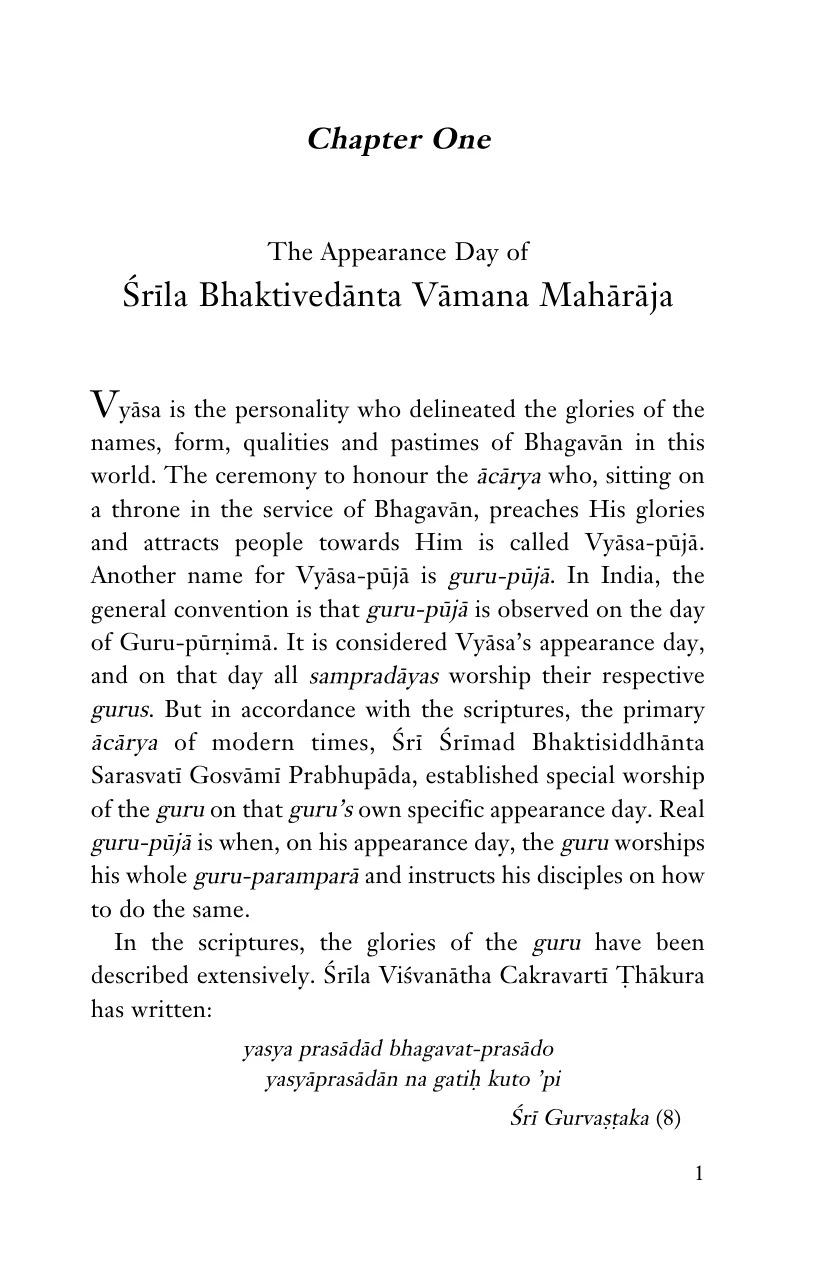 Chapter One
The Appearance Day of
Śrīla Bhaktivedānta Vāmana Mahārāja
Vyāsa is the personality who delineated the glories of the
names, form, qualities and pastimes of Bhagavān in this
world. The ceremony to honour the ācārya who, sitting on
a throne in the service of Bhagavān, preaches His glories
and attracts people towards Him is called Vyāsa-pūjā.
Another name for Vyāsa-pūjā is guru-pūjā. In India, the
general convention is that guru-pūjā is observed on the day
of Guru-pūrṇimā. It is considered Vyāsa’s appearance day,
and on that day all sampradāyas worship their respective
gurus. But in accordance with the scriptures, the primary
ācārya of modern times, Śrī Śrīmad Bhaktisiddhānta
Sarasvatī Gosvāmī Prabhupāda, established special worship
of the guru on that guru’s own specific appearance day. Real
guru-pūjā is when, on his appearance day, the guru worships
his whole guru-paramparā and instructs his disciples on how
to do the same.
In the scriptures, the glories of the guru have been
described extensively. Śrīla Viśvanātha Cakravartī Ṭhākura
has written:
yasya prasādād bhagavat-prasādo
yasyāprasādān na gatiḥ kuto ’pi
Śrī Gurvaṣṭaka (8)
1